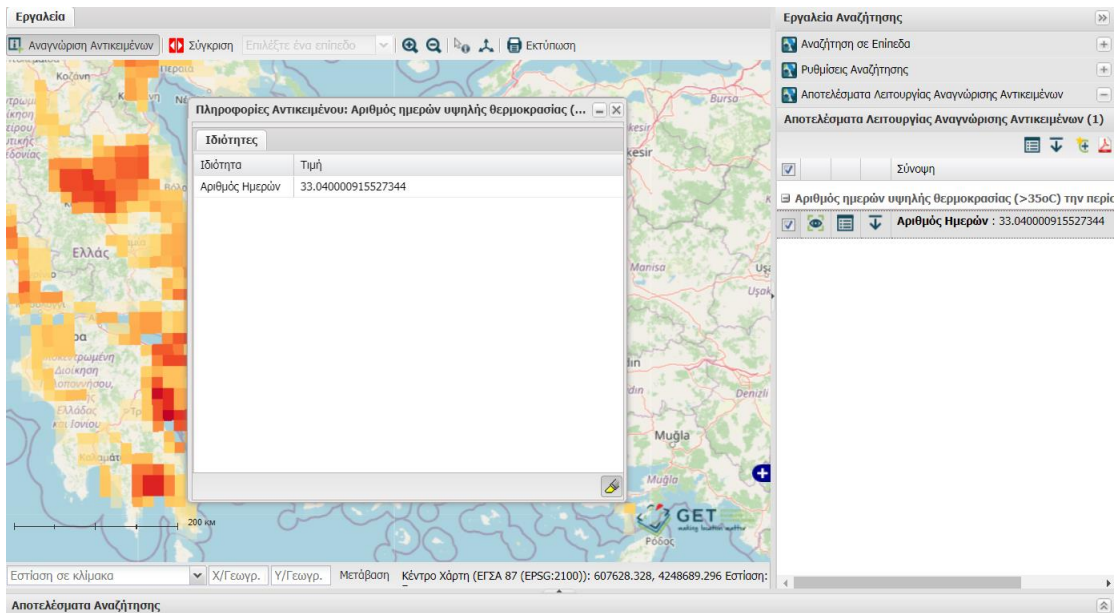 Εργαλεία
Αναγνώριση Αντικειμένων Σύγκριση Επιλέξτε ένα επίπεδο Εκτύπωση
Κοζάνη
Bursa
Πληροφορίες Αντικειμένου: Αριθμός ημερών υψηλής θερμοκρασίας (...
Ιδιότητες
Ιδιότητα Τιμή
Αριθμός Ημερών 33.040000915527344
Ελλάς
Manisa
Uşak
Denizli
Muğla
Muğla
200 км
GET
Ρόδος
Εστίαση σε κλίμακα Χ/Γεωγρ. Υ/Γεωγρ. Μετάβαση Κέντρο Χάρτη (ΕΓΣΑ 87 (EPSG:2100)): 607628.328, 4248689.296 Εστίαση:
Αποτελέσματα Αναζήτησης
Εργαλεία Αναζήτησης
Αναζήτηση σε Επίπεδα
Ρυθμίσεις Αναζήτησης
Αποτελέσματα Λειτουργίας Αναγνώρισης Αντικειμένων
Αποτελέσματα Λειτουργίας Αναγνώρισης Αντικειμένων (1)
Σύνοψη
Αριθμός ημερών υψηλής θερμοκρασίας (>35oC) την περίο
Αριθμός Ημερών : 33.040000915527344